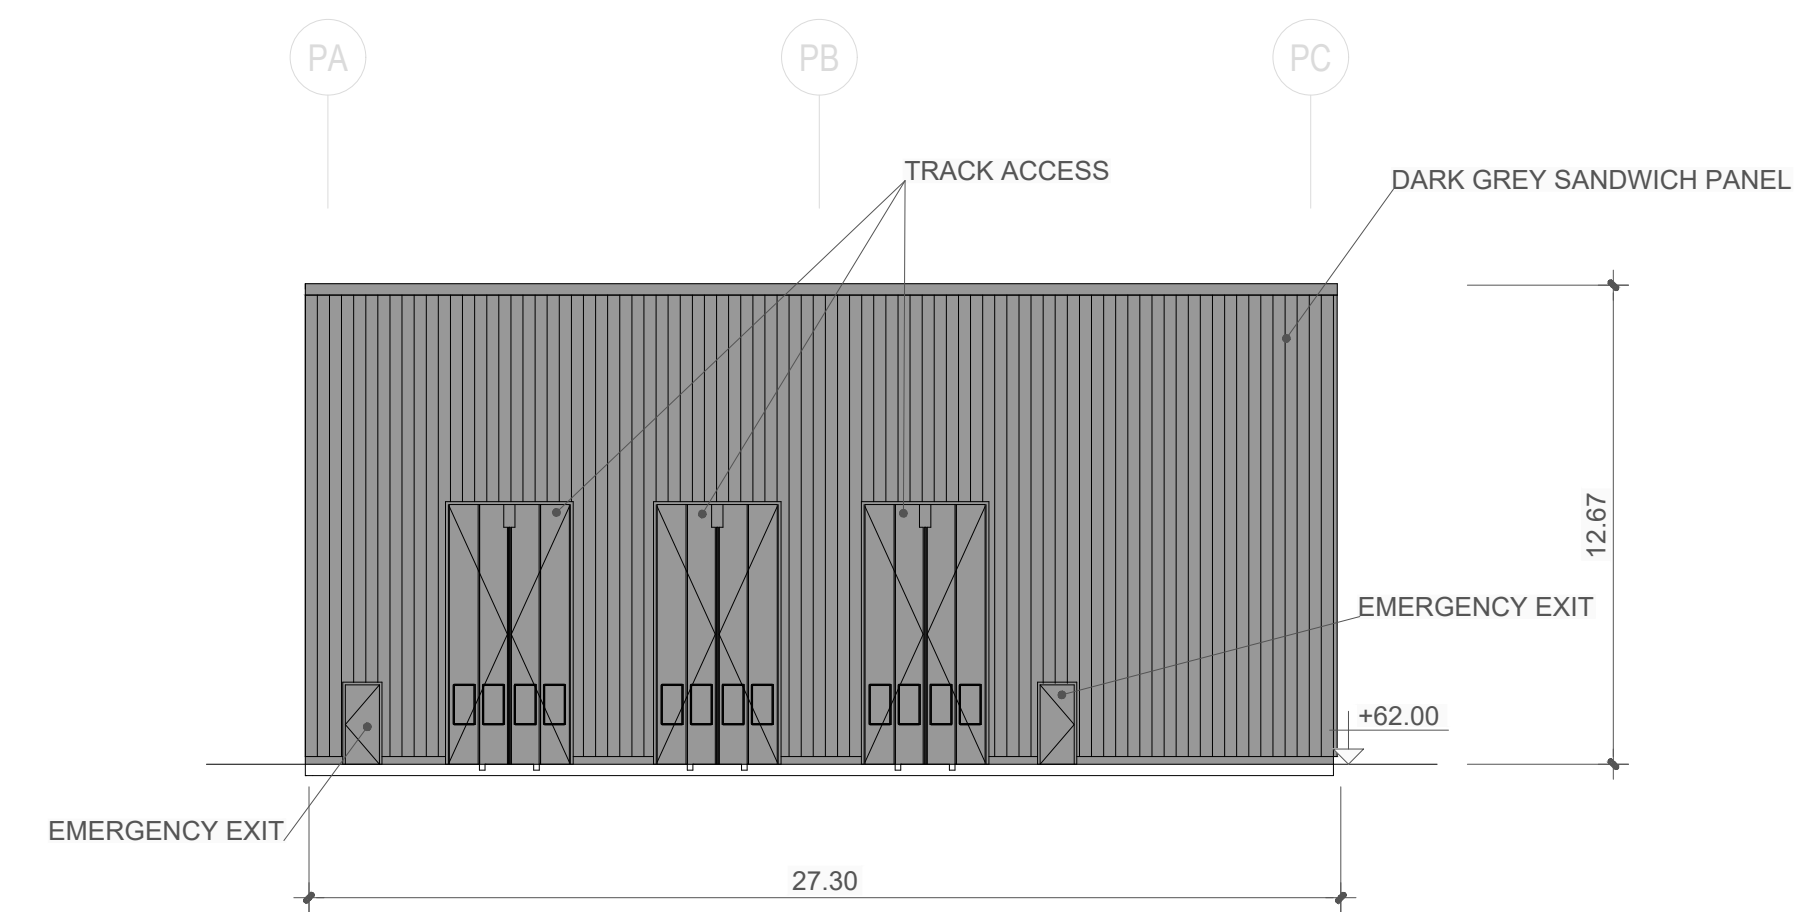 PA
PB
PC
TRACK ACCESS
DARK GREY SANDWICH PANEL
12.67
EMERGENCY EXIT
+62.00
EMERGENCY EXIT
27.30